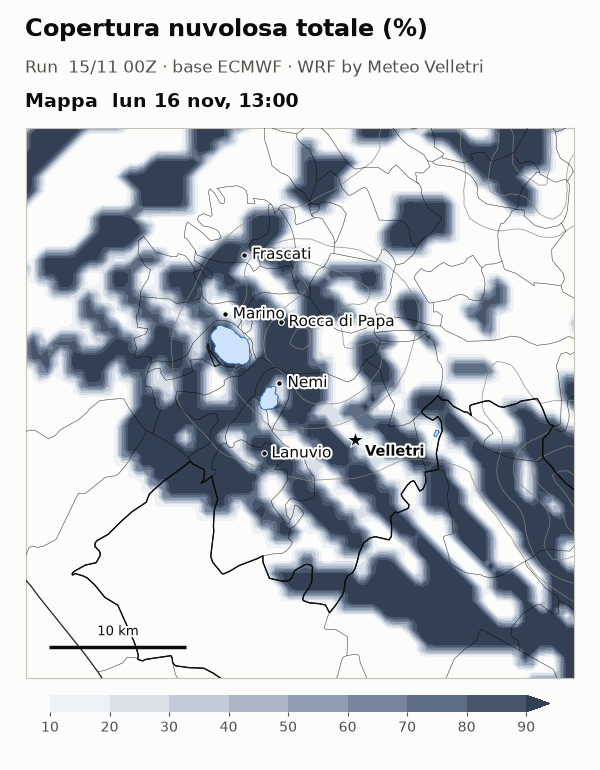 Copertura nuvolosa totale (%)
Run  15/11 00Z · base ECMWF · WRF by Meteo Velletri
Mappa  lun 16 nov, 13:00
Frascati
Marino
Rocca di Papa
Nemi
Velletri
Lanuvio
10 km
10 20 30 40 50 60 70 80 90